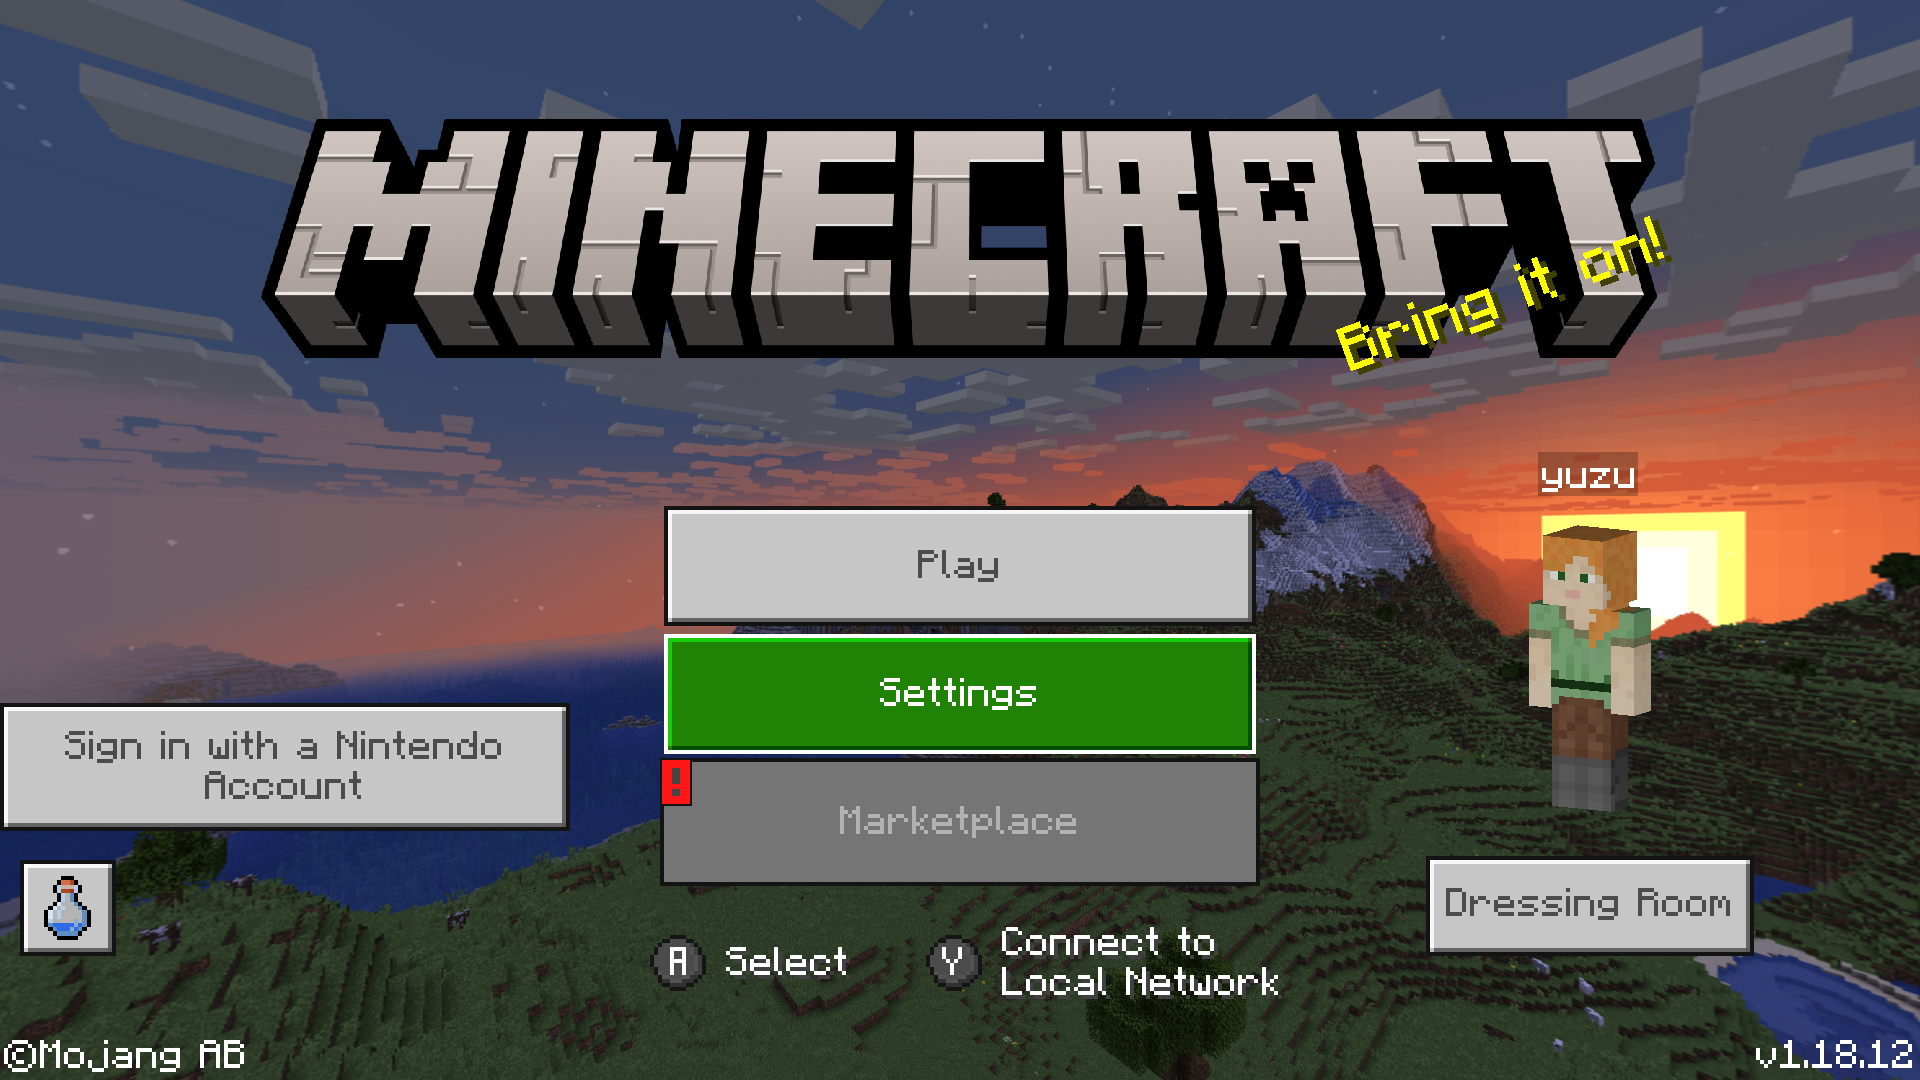 MINECRAFT
Bring it on!
yuzu
Play
Settings
Sign in with a Nintendo
Account
!
Marketplace
Dressing Room
A Select
Y Connect to
Local Network
©Mojang AB
v1.18.12